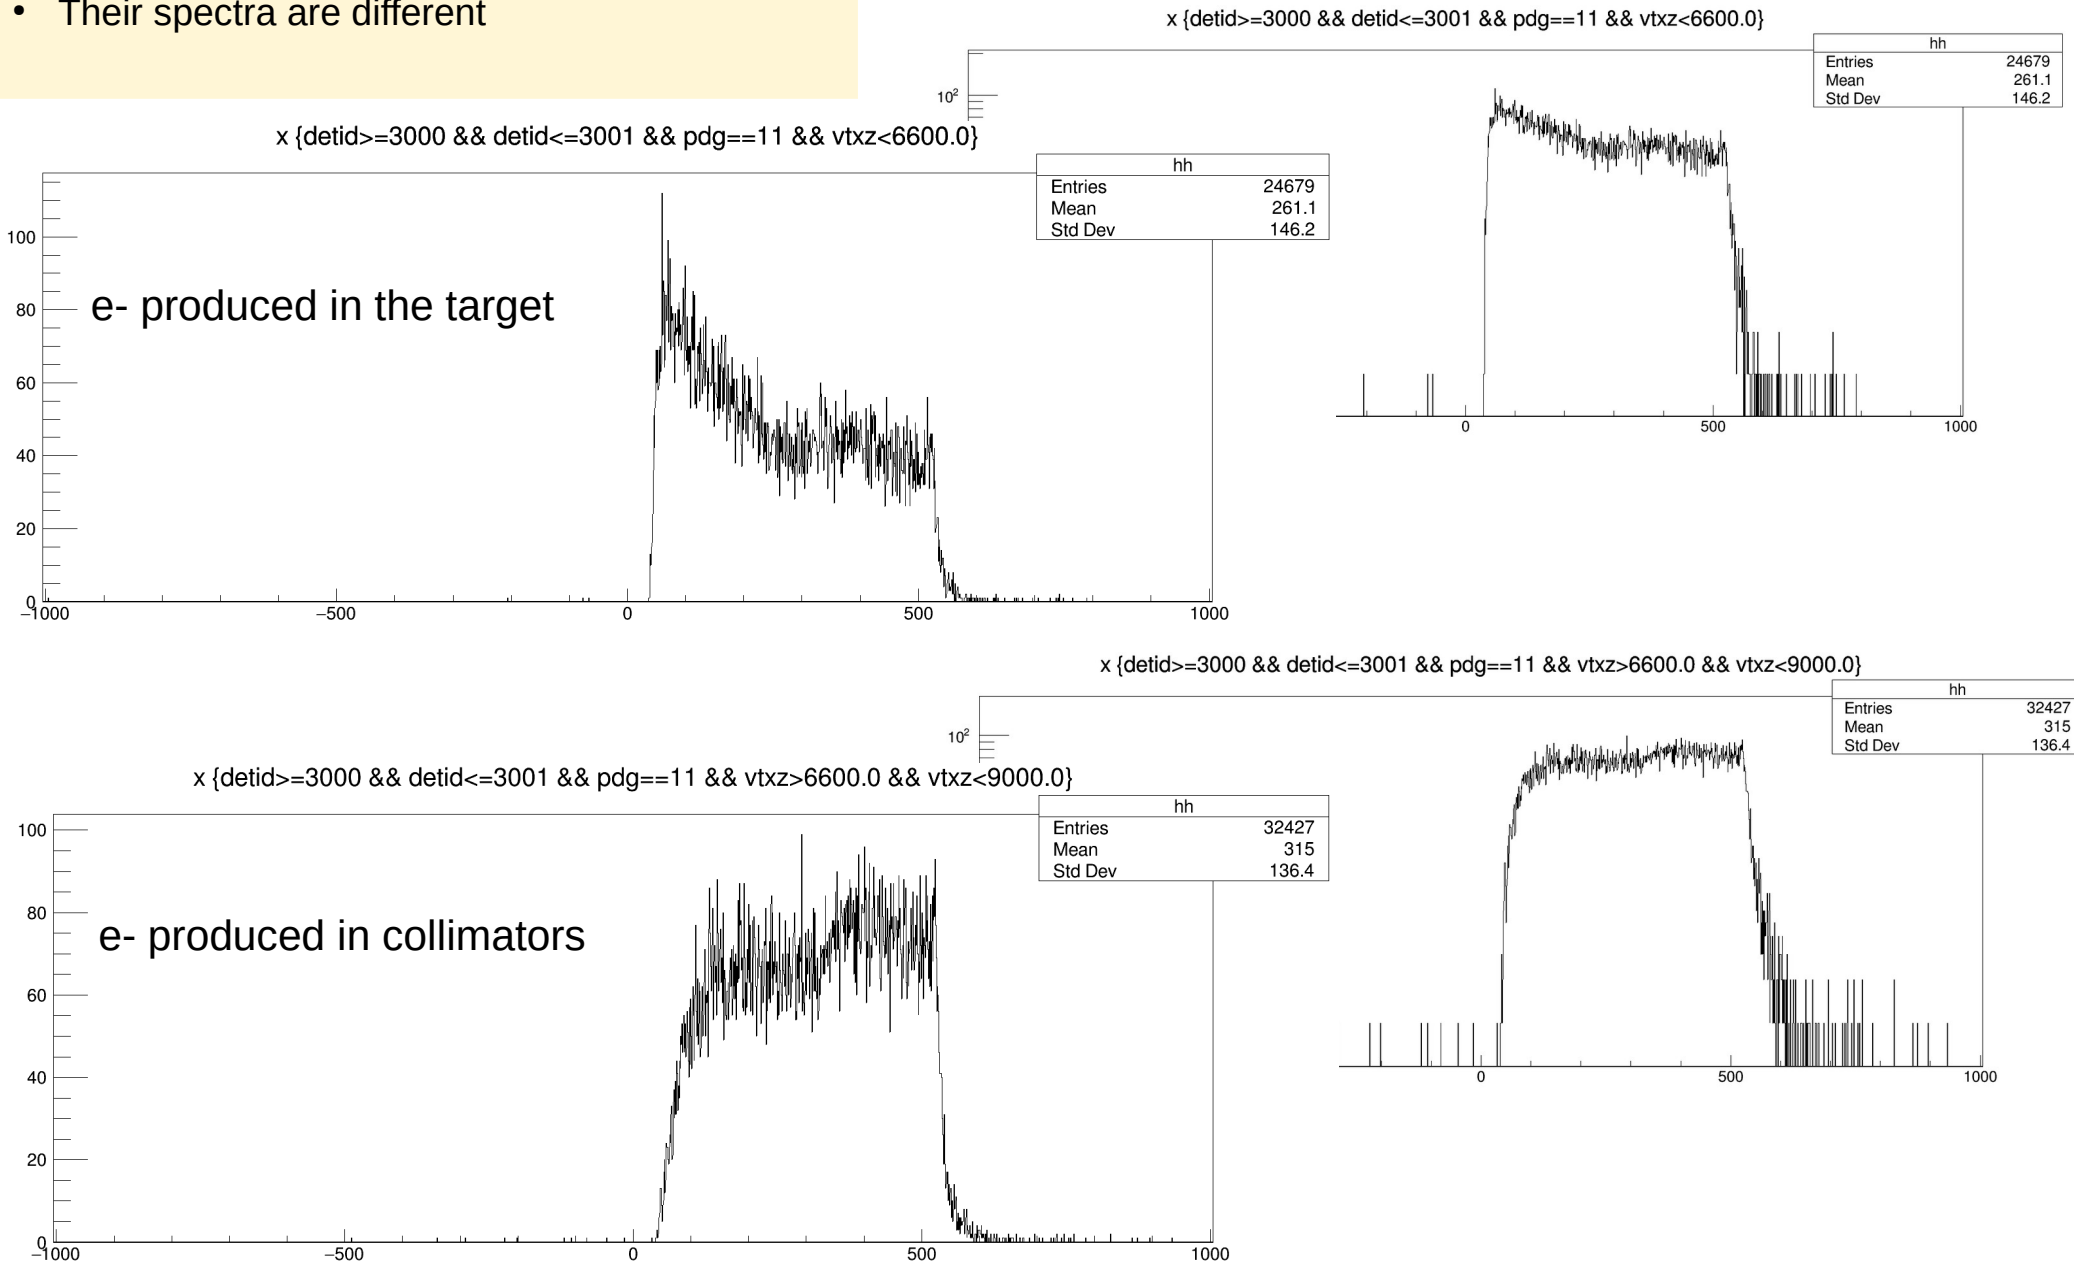 • Their spectra are different
x {detid>=3000 && detid<=3001 && pdg==11 && vtxz<6600.0}
hh
Entries 24679
Mean 261.1
Std Dev 146.2
10²
0
500
1000
x {detid>=3000 && detid<=3001 && pdg==11 && vtxz<6600.0}
hh
Entries 24679
Mean 261.1
Std Dev 146.2
100
80
60
40
20
0
e- produced in the target
−1000
−500
0
500
1000
x {detid>=3000 && detid<=3001 && pdg==11 && vtxz>6600.0 && vtxz<9000.0}
hh
Entries 32427
Mean 315
Std Dev 136.4
10²
0
500
1000
x {detid>=3000 && detid<=3001 && pdg==11 && vtxz>6600.0 && vtxz<9000.0}
hh
Entries 32427
Mean 315
Std Dev 136.4
100
80
60
40
20
0
e- produced in collimators
−1000
−500
0
500
1000